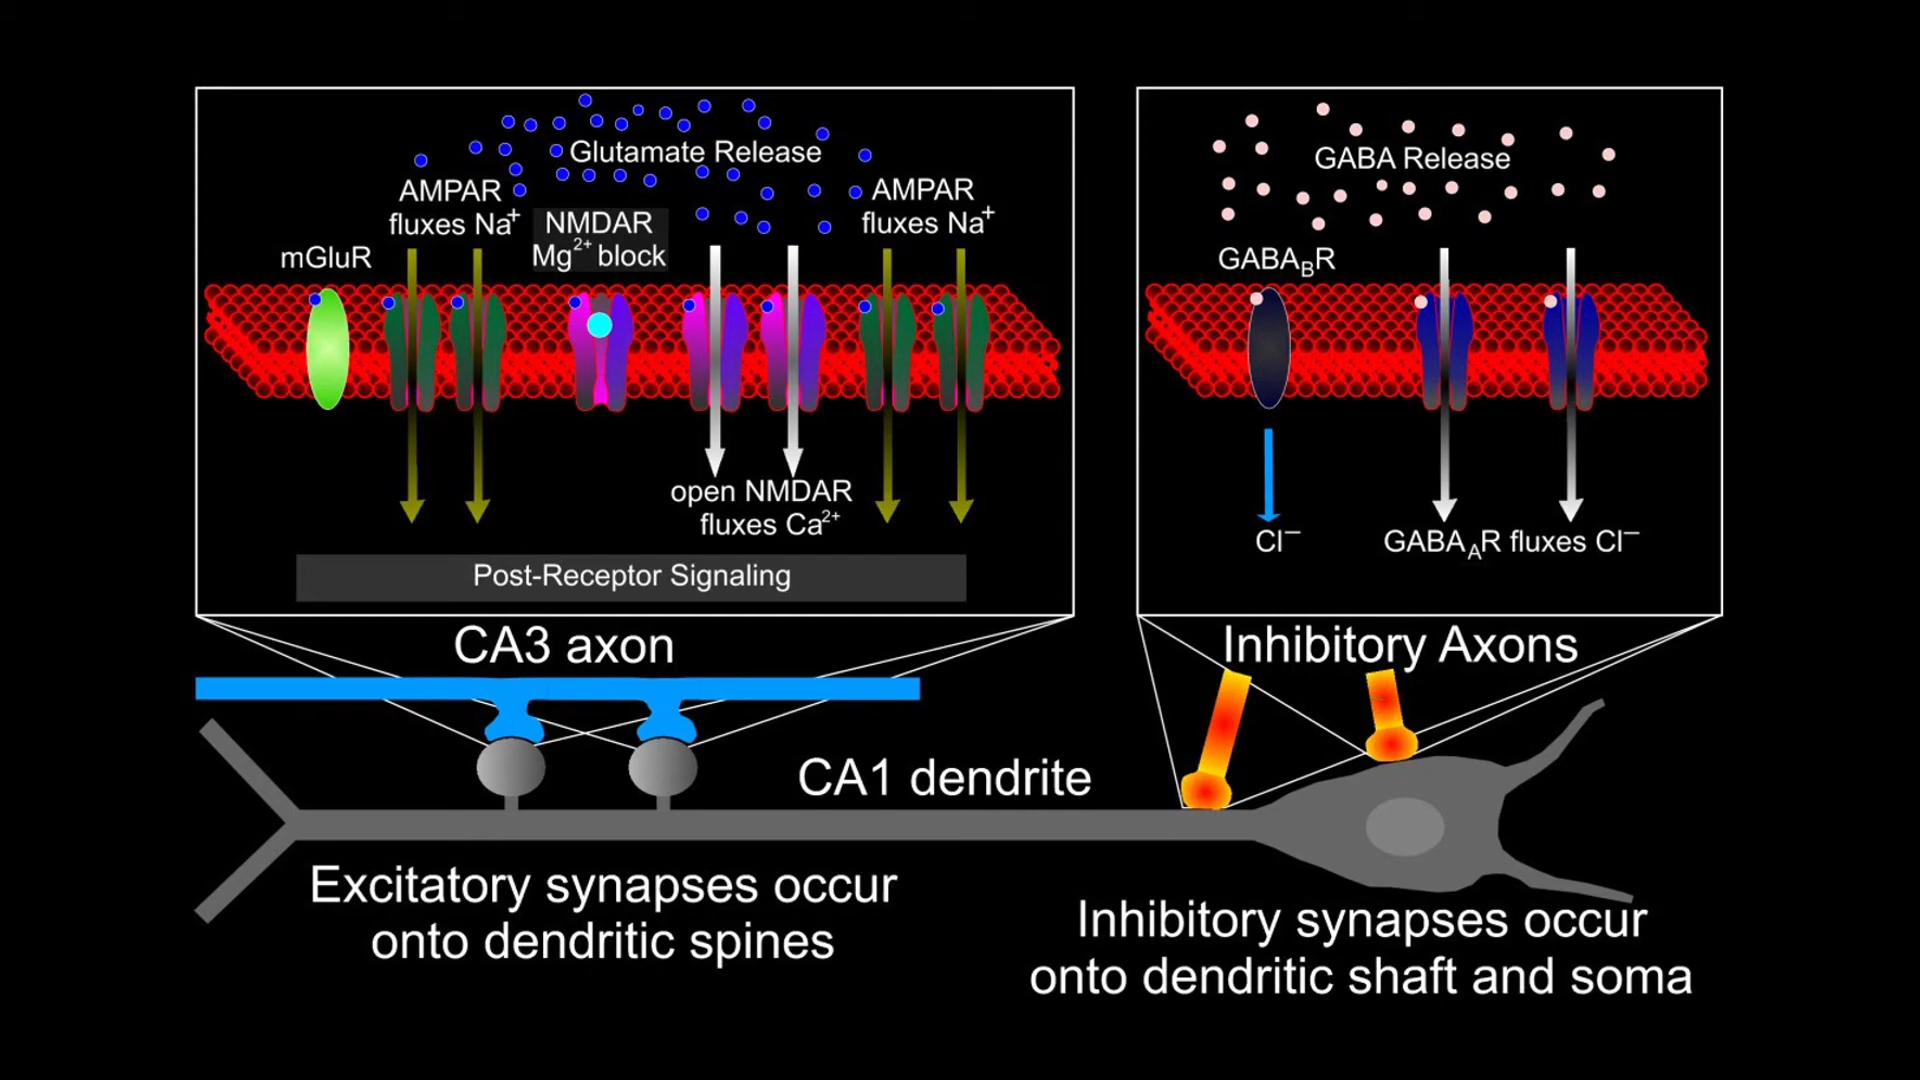 Glutamate Release
AMPAR
fluxes Na⁺
NMDAR
Mg²⁺ block
AMPAR
fluxes Na⁺
mGluR
open NMDAR
fluxes Ca²⁺
Post-Receptor Signaling
GABA Release
GABA_BR
Cl⁻
GABA_AR fluxes Cl⁻
CA3 axon
Inhibitory Axons
CA1 dendrite
Excitatory synapses occur
onto dendritic spines
Inhibitory synapses occur
onto dendritic shaft and soma